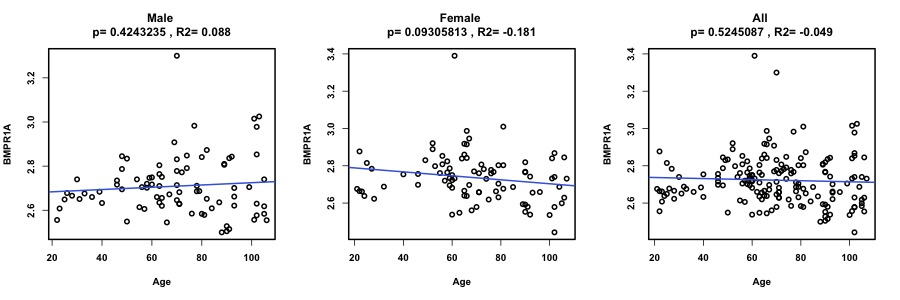 Male
p= 0.4243235 , R2= 0.088
BMPR1A
3.2
3.0
2.8
2.6
20 40 60 80 100
Age
Female
p= 0.09305813 , R2= -0.181
BMPR1A
3.4
3.2
3.0
2.8
2.6
20 40 60 80 100
Age
All
p= 0.5245087 , R2= -0.049
BMPR1A
3.4
3.2
3.0
2.8
2.6
20 40 60 80 100
Age